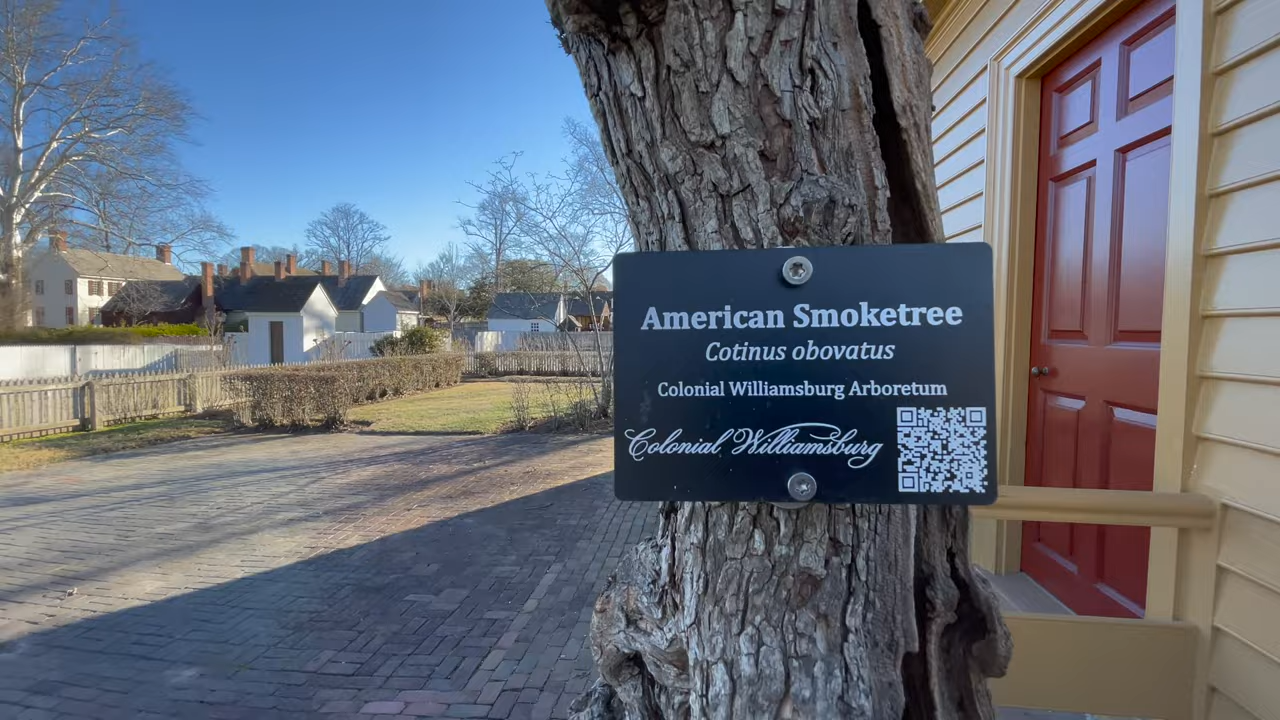 American Smoketree
Cotinus obovatus
Colonial Williamsburg Arboretum
Colonial Williamsburg